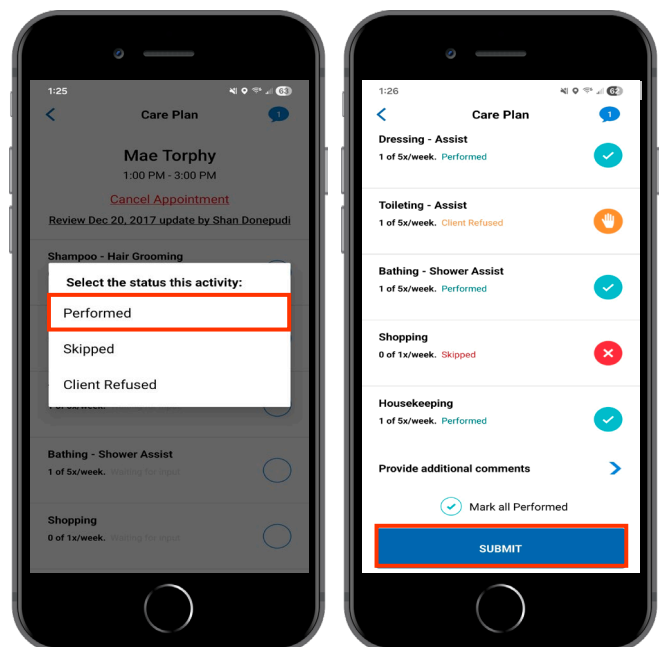 1:25
63
Care Plan
1
Mae Torphy
1:00 PM - 3:00 PM
Cancel Appointment
Review Dec 20, 2017 update by Shan Donepudi
Shampoo - Hair Grooming
Select the status this activity:
Performed
Skipped
Client Refused
Bathing - Shower Assist
1 of 5x/week. Waiting for input
Shopping
0 of 1x/week. Waiting for input
1:26
62
Care Plan
1
Dressing - Assist
1 of 5x/week. Performed
Toileting - Assist
1 of 5x/week. Client Refused
Bathing - Shower Assist
1 of 5x/week. Performed
Shopping
0 of 1x/week. Skipped
Housekeeping
1 of 5x/week. Performed
Provide additional comments
Mark all Performed
SUBMIT